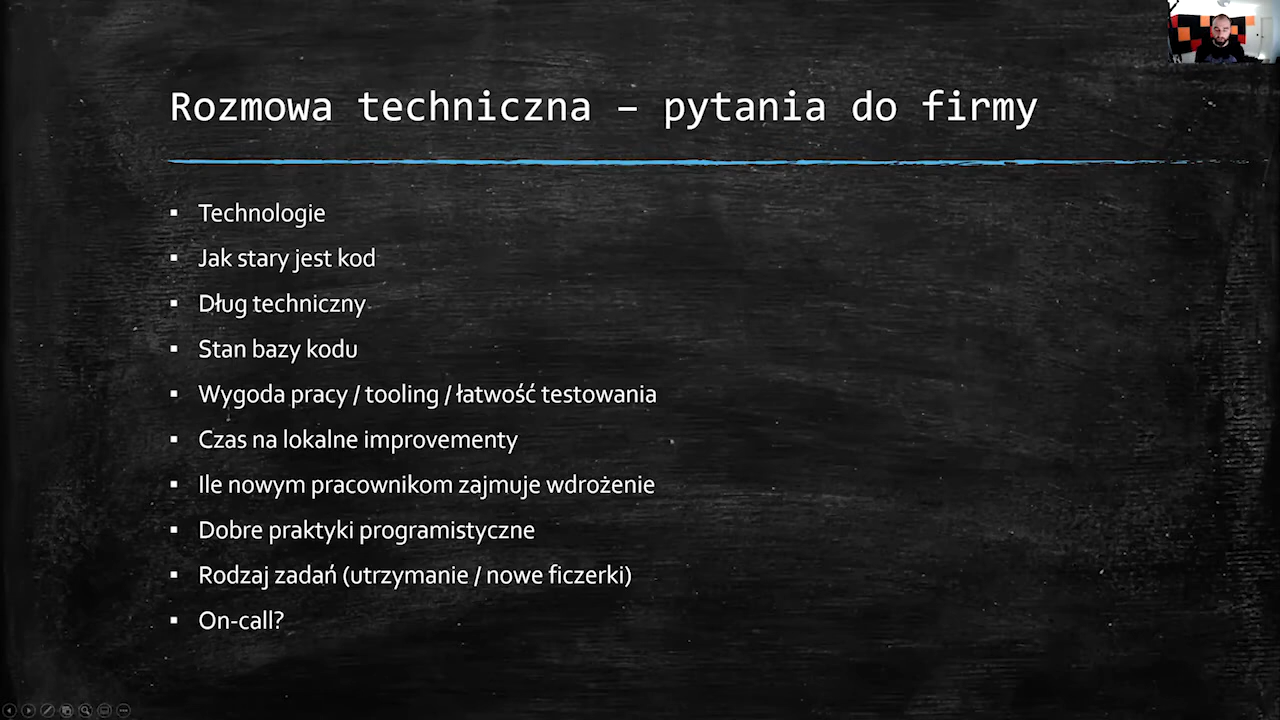 Rozmowa techniczna – pytania do firmy
Technologie
Jak stary jest kod
Dług techniczny
Stan bazy kodu
Wygoda pracy / tooling / łatwość testowania
Czas na lokalne improvementy
Ile nowym pracownikom zajmuje wdrożenie
Dobre praktyki programistyczne
Rodzaj zadań (utrzymanie / nowe ficzerki)
On-call?